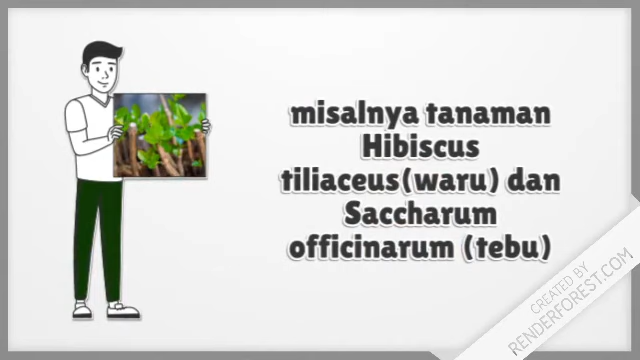 misalnya tanaman
Hibiscus
tiliaceus(waru) dan
Saccharum
officinarum (tebu)
CREATED BY
RENDERFOREST.COM